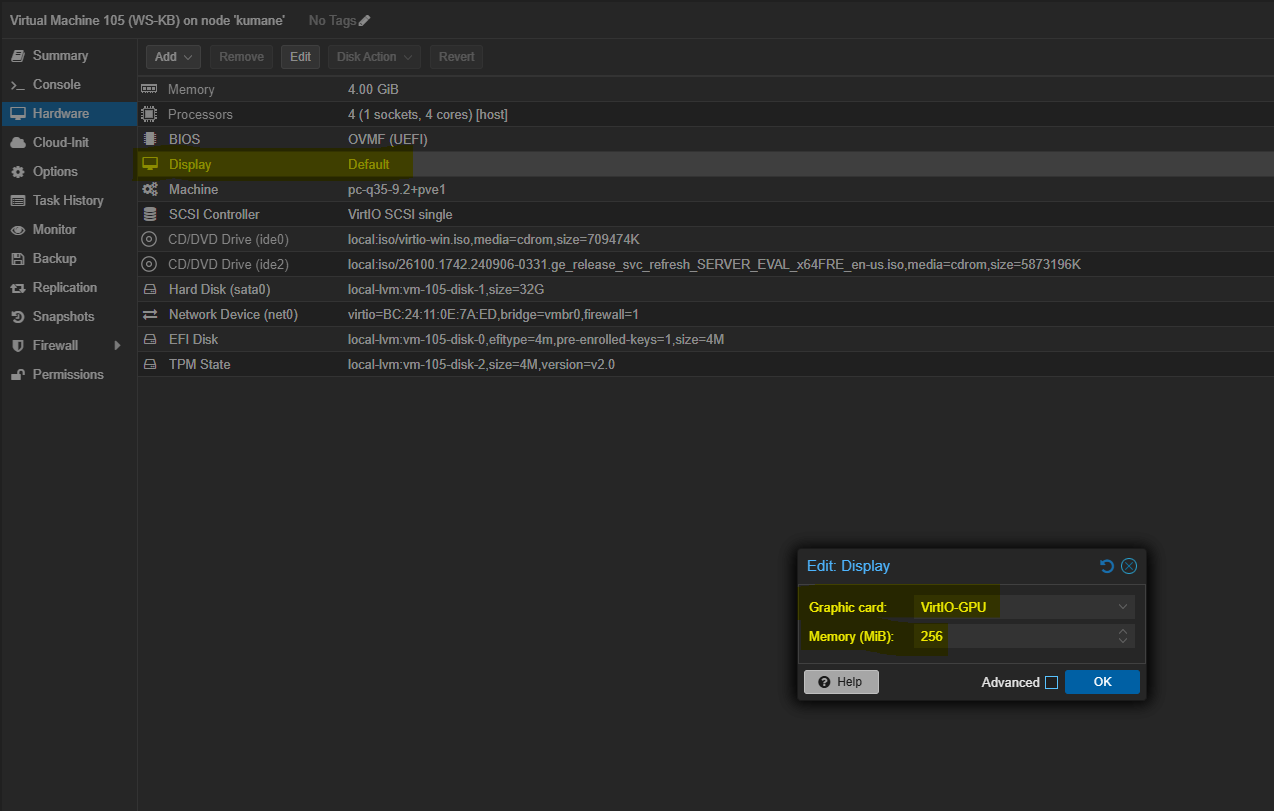 Virtual Machine 105 (WS-KB) on node 'kumane' No Tags
Summary
Console
Hardware
Cloud-Init
Options
Task History
Monitor
Backup
Replication
Snapshots
Firewall
Permissions
Add Remove Edit Disk Action Revert
Memory 4.00 GiB
Processors 4 (1 sockets, 4 cores) [host]
BIOS OVMF (UEFI)
Display Default
Machine pc-q35-9.2+pve1
SCSI Controller VirtIO SCSI single
CD/DVD Drive (ide0) local:iso/virtio-win.iso,media=cdrom,size=709474K
CD/DVD Drive (ide2) local:iso/26100.1742.240906-0331.ge_release_svc_refresh_SERVER_EVAL_x64FRE_en-us.iso,media=cdrom,size=5873196K
Hard Disk (sata0) local-lvm:vm-105-disk-1,size=32G
Network Device (net0) virtio=BC:24:11:0E:7A:ED,bridge=vmbr0,firewall=1
EFI Disk local-lvm:vm-105-disk-0,efitype=4m,pre-enrolled-keys=1,size=4M
TPM State local-lvm:vm-105-disk-2,size=4M,version=v2.0
Edit: Display
Graphic card: VirtIO-GPU
Memory (MiB): 256
Help Advanced OK